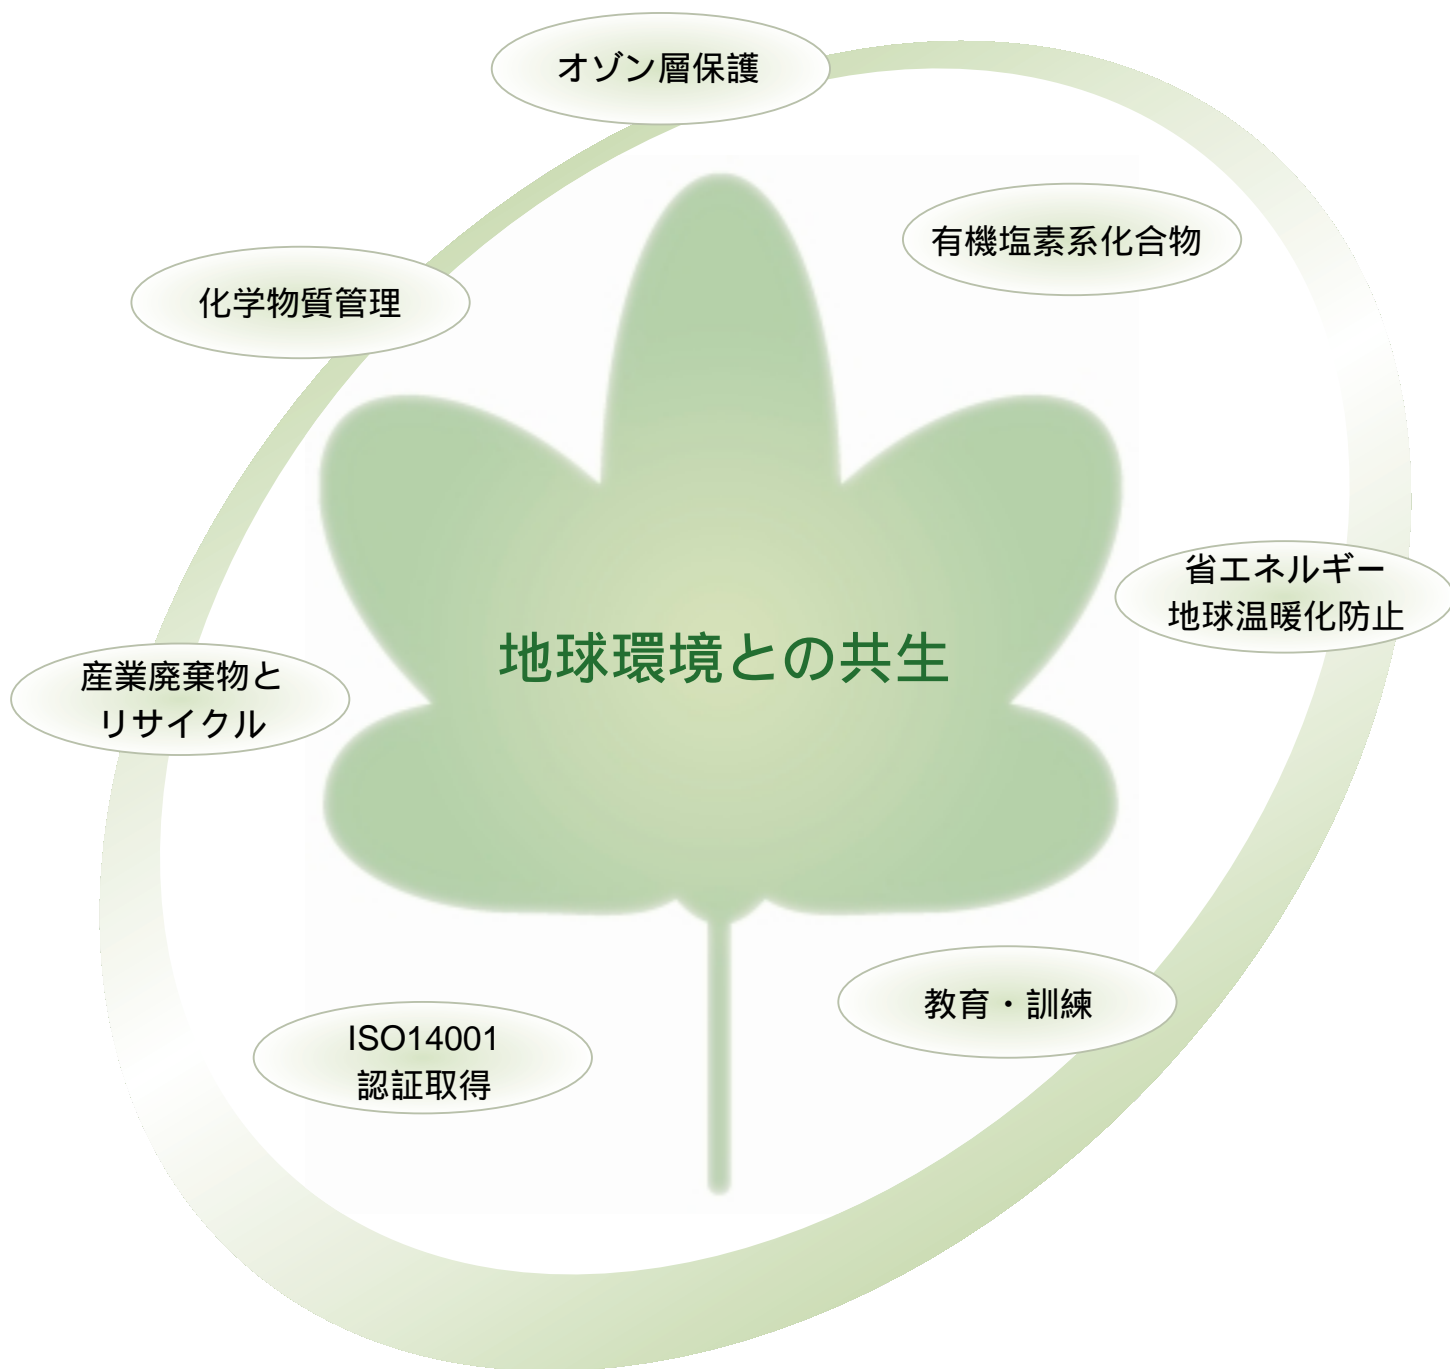 オゾン層保護
有機塩素系化合物
化学物質管理
省エネルギー
地球温暖化防止
地球環境との共生
産業廃棄物と
リサイクル
教育・訓練
ISO14001
認証取得